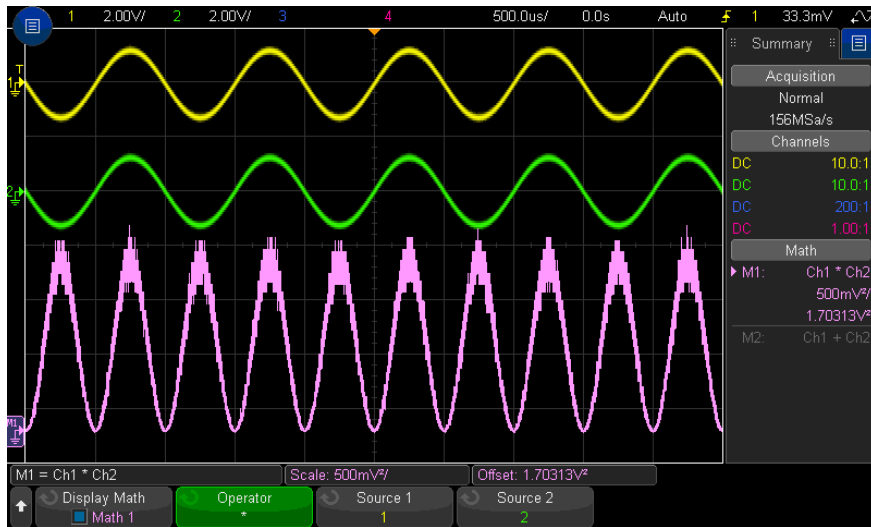 1 2.00V/ 2 2.00V/ 3 4 500.0us/ 0.0s Auto 1 33.3mV
Summary
Acquisition
Normal
156MSa/s
Channels
DC 10.0:1
DC 10.0:1
DC 200:1
DC 1.00:1
Math
M1: Ch1 * Ch2
500mV²/
1.70313V²
M2: Ch1 + Ch2
T
1
2
M1
M1 = Ch1 * Ch2 Scale: 500mV²/ Offset: 1.70313V²
Display Math Operator Source 1 Source 2
Math 1 * 1 2